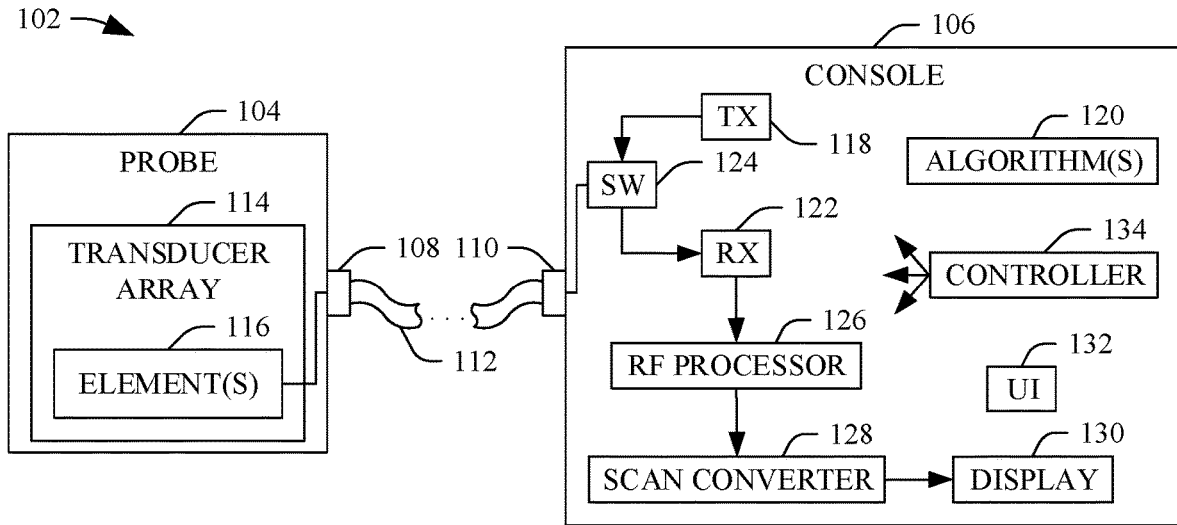 102
106
CONSOLE
104
PROBE
TX
118
120
ALGORITHM(S)
SW
124
114
TRANSDUCER
ARRAY
108
110
122
RX
134
CONTROLLER
116
ELEMENT(S)
. . .
112
126
RF PROCESSOR
132
UI
128
SCAN CONVERTER
130
DISPLAY